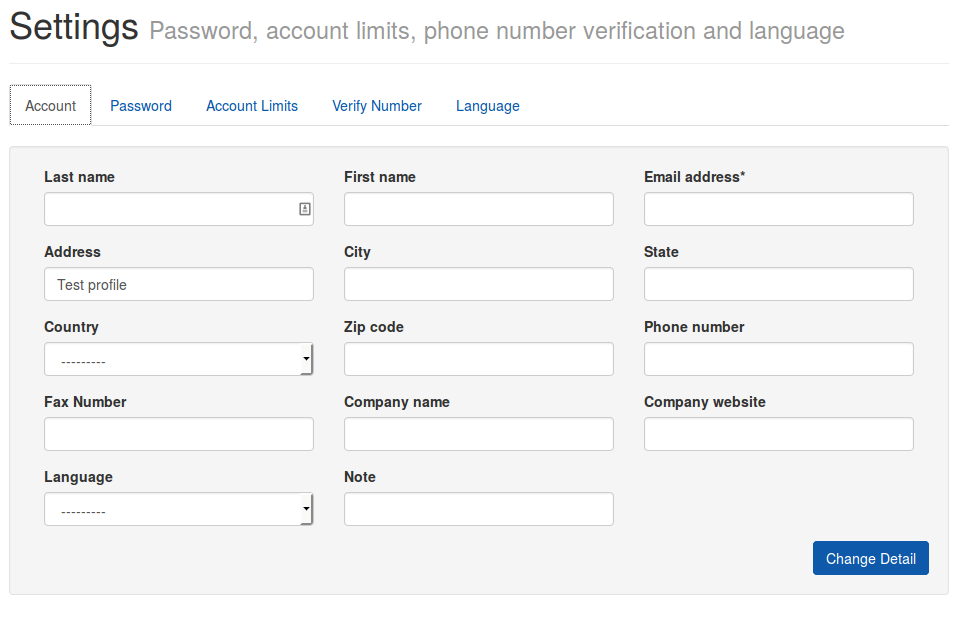 Settings Password, account limits, phone number verification and language
Account Password Account Limits Verify Number Language
Last name First name Email address*
Address City State
Test profile
Country Zip code Phone number
---------
Fax Number Company name Company website
Language Note
---------
Change Detail